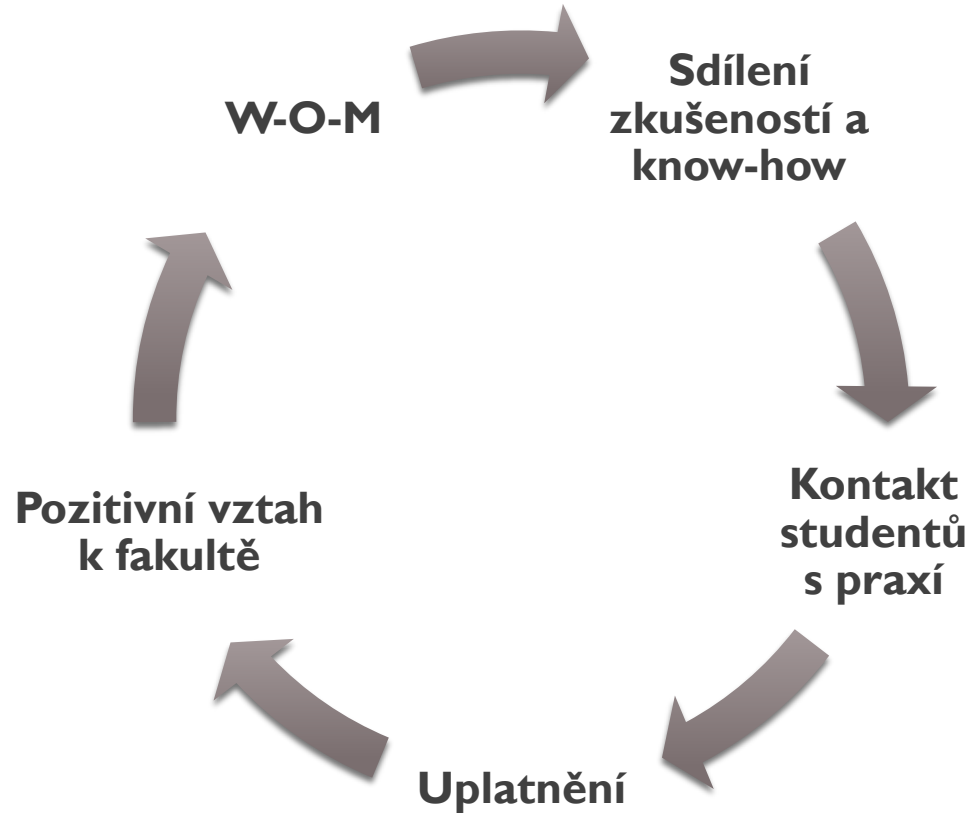 W-O-M
Sdílení
zkušeností a
know-how
Kontakt
studentů
s praxí
Uplatnění
Pozitivní vztah
k fakultě